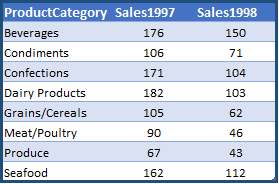 ProductCategory Sales1997 Sales1998
Beverages 176 150
Condiments 106 71
Confections 171 104
Dairy Products 182 103
Grains/Cereals 105 62
Meat/Poultry 90 46
Produce 67 43
Seafood 162 112